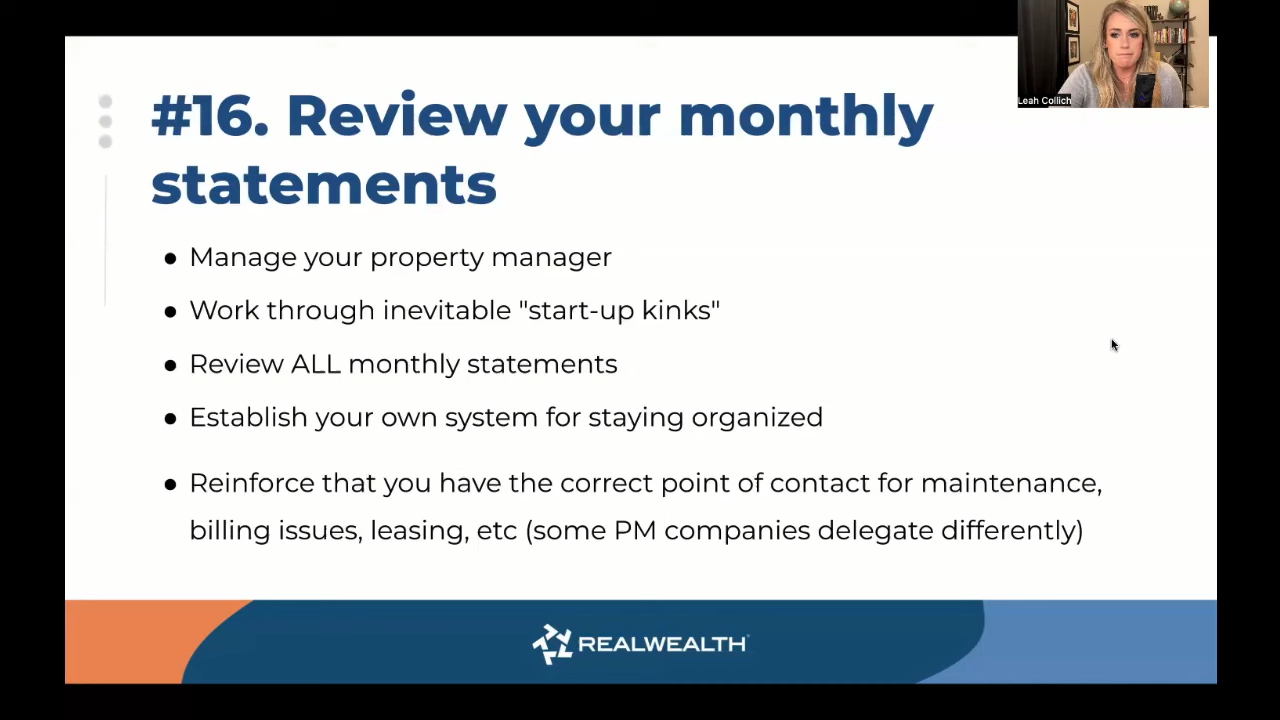 Leah Collich
#16. Review your monthly
statements
● Manage your property manager
● Work through inevitable "start-up kinks"
● Review ALL monthly statements
● Establish your own system for staying organized
● Reinforce that you have the correct point of contact for maintenance,
billing issues, leasing, etc (some PM companies delegate differently)
REALWEALTH